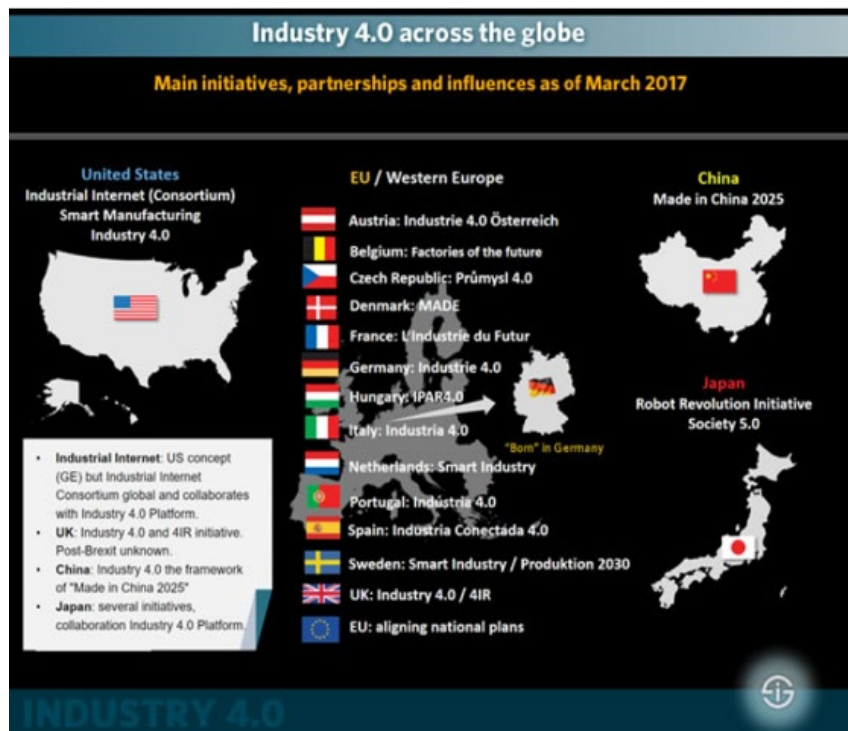 Industry 4.0 across the globe
Main initiatives, partnerships and influences as of March 2017
United States
Industrial Internet (Consortium)
Smart Manufacturing
Industry 4.0
• Industrial Internet: US concept
(GE) but Industrial Internet
Consortium global and collaborates
with Industry 4.0 Platform.
• UK: Industry 4.0 and 4IR initiative.
Post-Brexit unknown.
• China: Industry 4.0 the framework
of "Made in China 2025"
• Japan: several initiatives,
collaboration Industry 4.0 Platform.
EU / Western Europe
Austria: Industrie 4.0 Österreich
Belgium: Factories of the future
Czech Republic: Průmysl 4.0
Denmark: MADE
France: L'Industrie du Futur
Germany: Industrie 4.0
Hungary: IPAR4.0
Italy: Industria 4.0
Netherlands: Smart Industry
Portugal: Indústria 4.0
Spain: Industria Conectada 4.0
Sweden: Smart Industry / Produktion 2030
UK: Industry 4.0 / 4IR
EU: aligning national plans
"Born" in Germany
China
Made in China 2025
Japan
Robot Revolution Initiative
Society 5.0
INDUSTRY 4.0